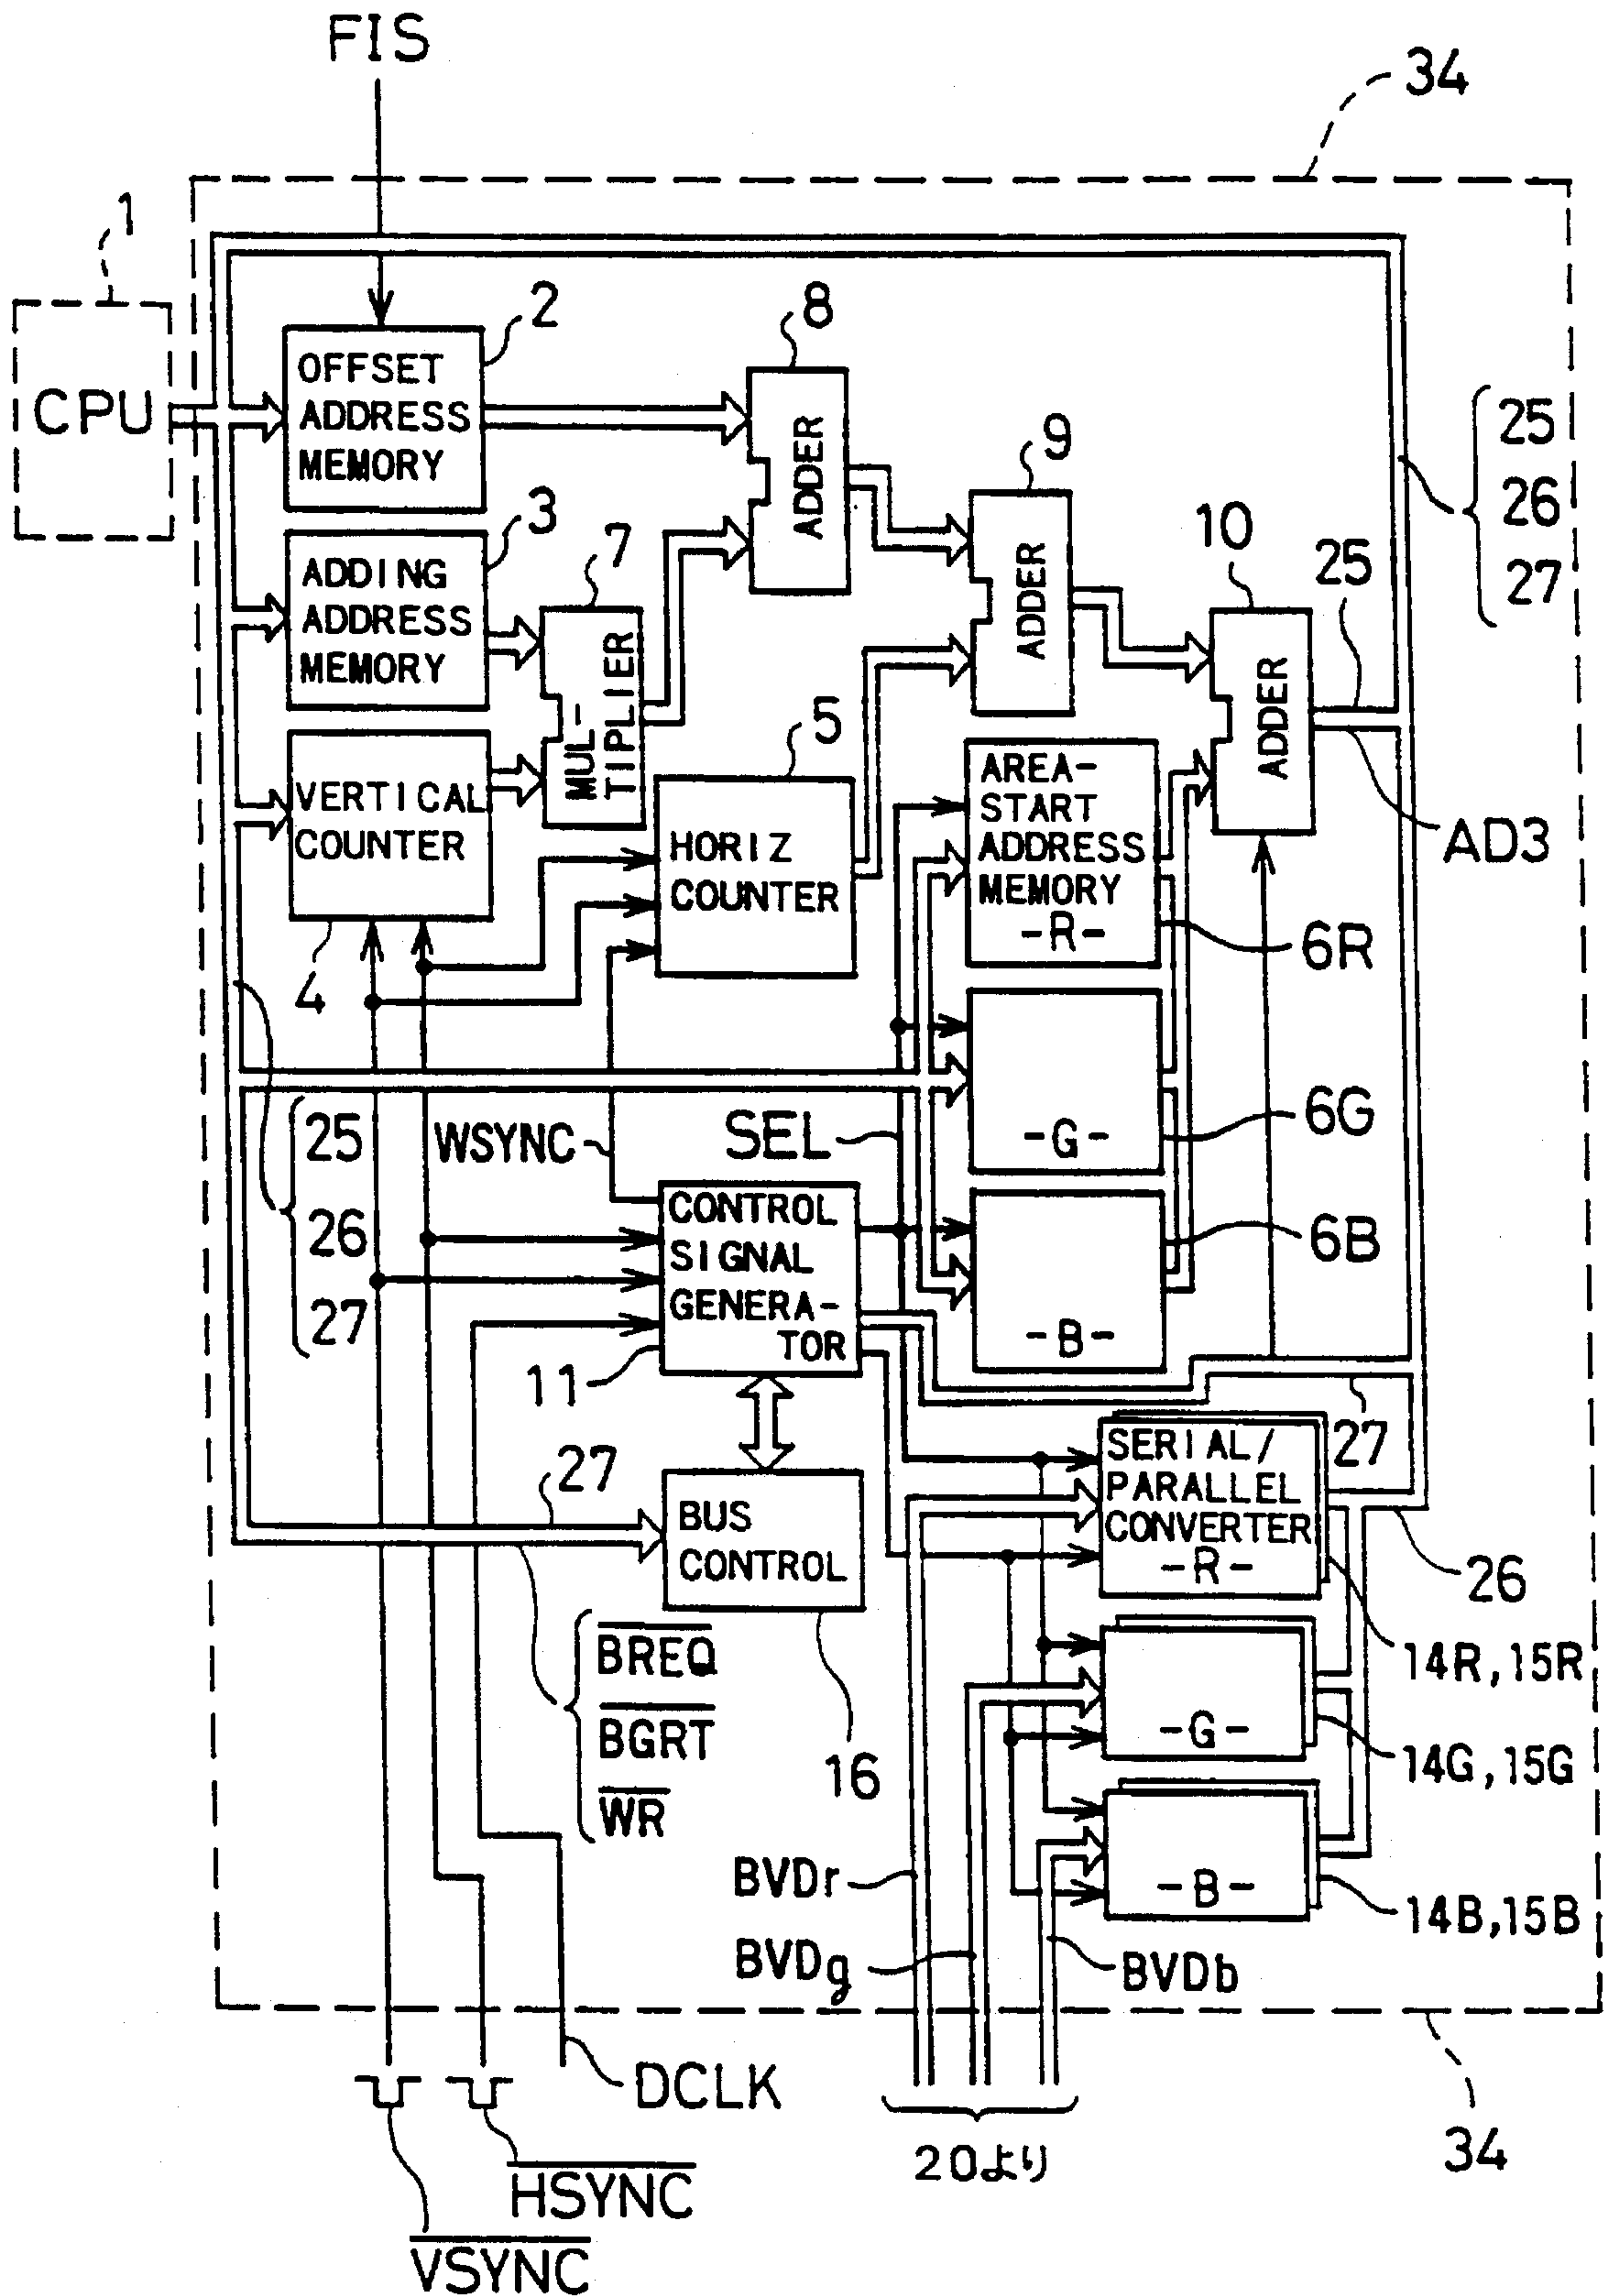 FIS
34
1
CPU
2
OFFSET
ADDRESS
MEMORY
8
ADDER
3
ADDING
ADDRESS
MEMORY
7
MUL-
TIPLIER
9
ADDER
10
ADDER
25
26
27
25
AD3
VERTICAL
COUNTER
4
5
HORIZ
COUNTER
AREA-
START
ADDRESS
MEMORY
-R-
6R
-G-
6G
-B-
6B
25
26
27
WSYNC
SEL
CONTROL
SIGNAL
GENERA-
TOR
11
27
27
BUS
CONTROL
16
BREQ
BGRT
WR
SERIAL/
PARALLEL
CONVERTER
-R-
26
14R,15R
-G-
14G,15G
-B-
14B,15B
BVDr
BVDg
BVDb
DCLK
20より
34
HSYNC
VSYNC